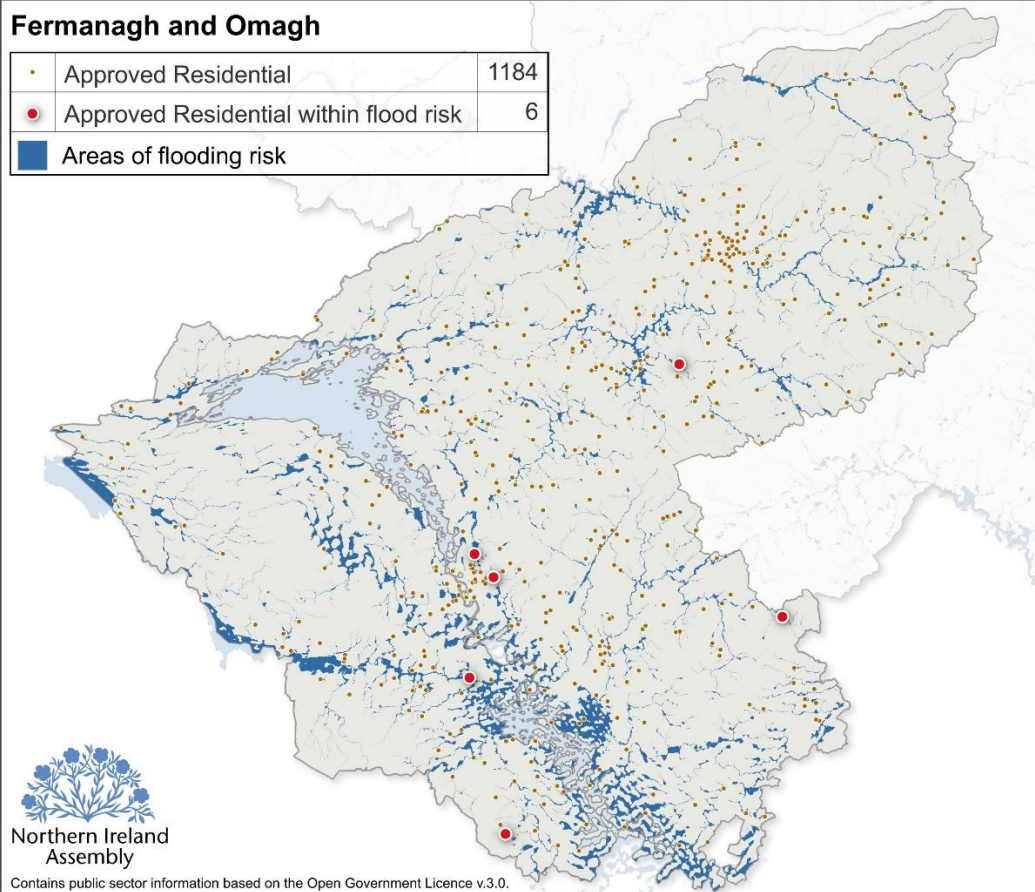 Fermanagh and Omagh
Approved Residential 1184
Approved Residential within flood risk 6
Areas of flooding risk
Northern Ireland
Assembly
Contains public sector information based on the Open Government Licence v.3.0.